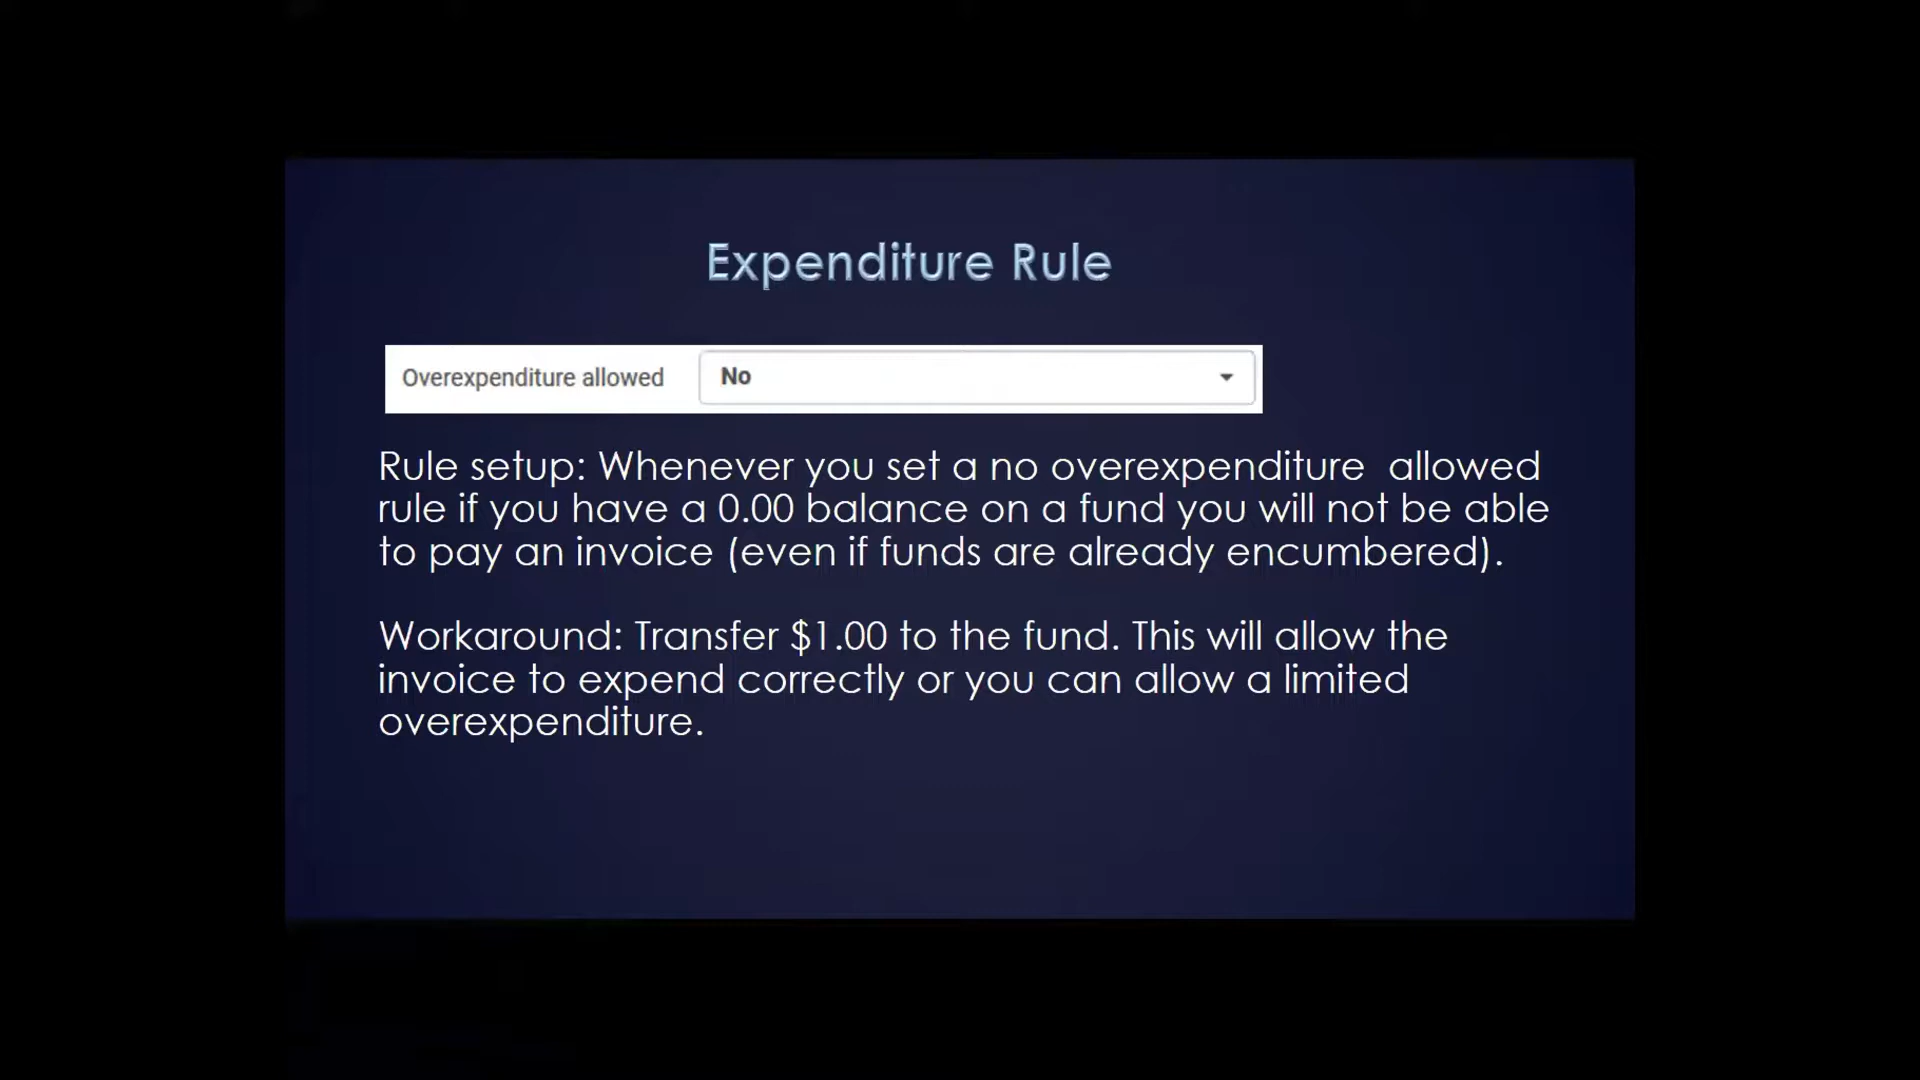 Expenditure Rule
Overexpenditure allowed No
Rule setup: Whenever you set a no overexpenditure  allowed
rule if you have a 0.00 balance on a fund you will not be able
to pay an invoice (even if funds are already encumbered).
Workaround: Transfer $1.00 to the fund. This will allow the
invoice to expend correctly or you can allow a limited
overexpenditure.